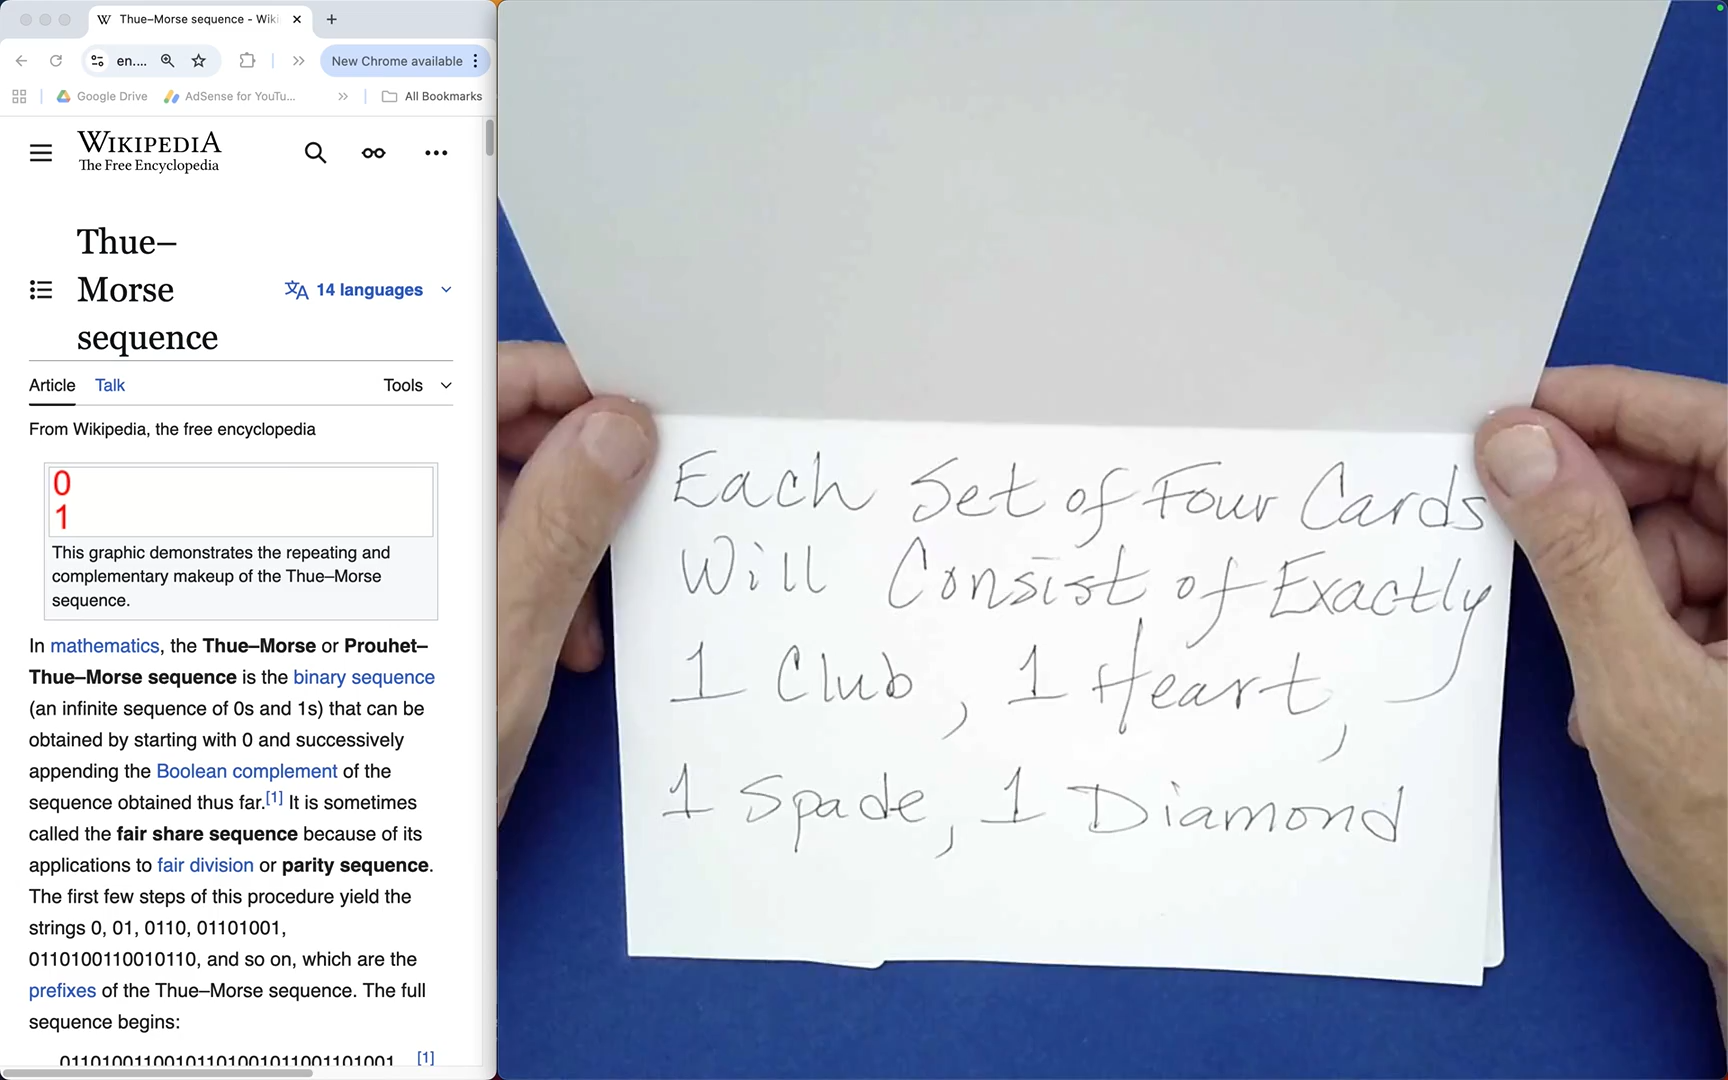 Thue–Morse sequence - Wiki
en....
New Chrome available
Google Drive
AdSense for YouTu...
All Bookmarks
WIKIPEDIA
The Free Encyclopedia
Thue–
Morse
sequence
14 languages
Article
Talk
Tools
From Wikipedia, the free encyclopedia
0
1
This graphic demonstrates the repeating and
complementary makeup of the Thue–Morse
sequence.
In mathematics, the Thue–Morse or Prouhet–
Thue–Morse sequence is the binary sequence
(an infinite sequence of 0s and 1s) that can be
obtained by starting with 0 and successively
appending the Boolean complement of the
sequence obtained thus far.[1] It is sometimes
called the fair share sequence because of its
applications to fair division or parity sequence.
The first few steps of this procedure yield the
strings 0, 01, 0110, 01101001,
0110100110010110, and so on, which are the
prefixes of the Thue–Morse sequence. The full
sequence begins:
01101001100101101001011001101001 [1]
Each Set of Four Cards
Will Consist of Exactly
1 Club, 1 Heart,
1 Spade, 1 Diamond